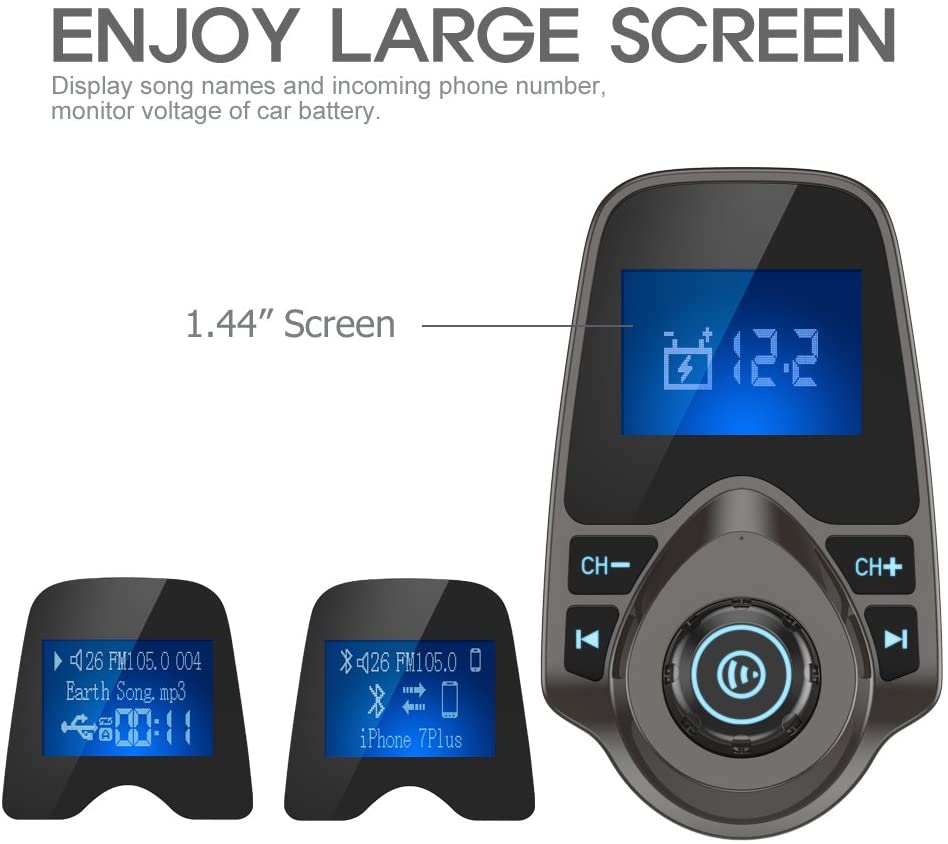 ENJOY LARGE SCREEN
Display song names and incoming phone number,
monitor voltage of car battery.
1.44” Screen
12.2
CH−
CH+
26 FM105.0 004
Earth Song.mp3
00:11
26 FM105.0
iPhone 7Plus